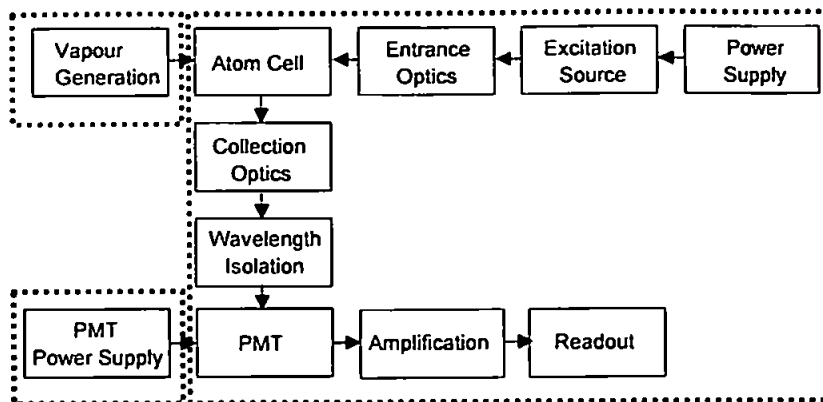 Vapour
Generation
Atom Cell
Entrance
Optics
Excitation
Source
Power
Supply
Collection
Optics
Wavelength
Isolation
PMT
Power Supply
PMT
Amplification
Readout